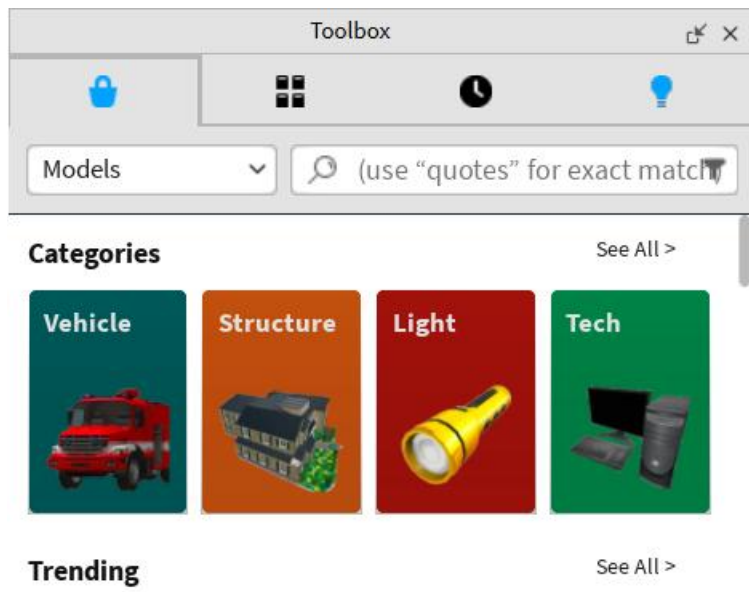 Toolbox
Models
(use “quotes” for exact match)
Categories
See All >
Vehicle
Structure
Light
Tech
Trending
See All >